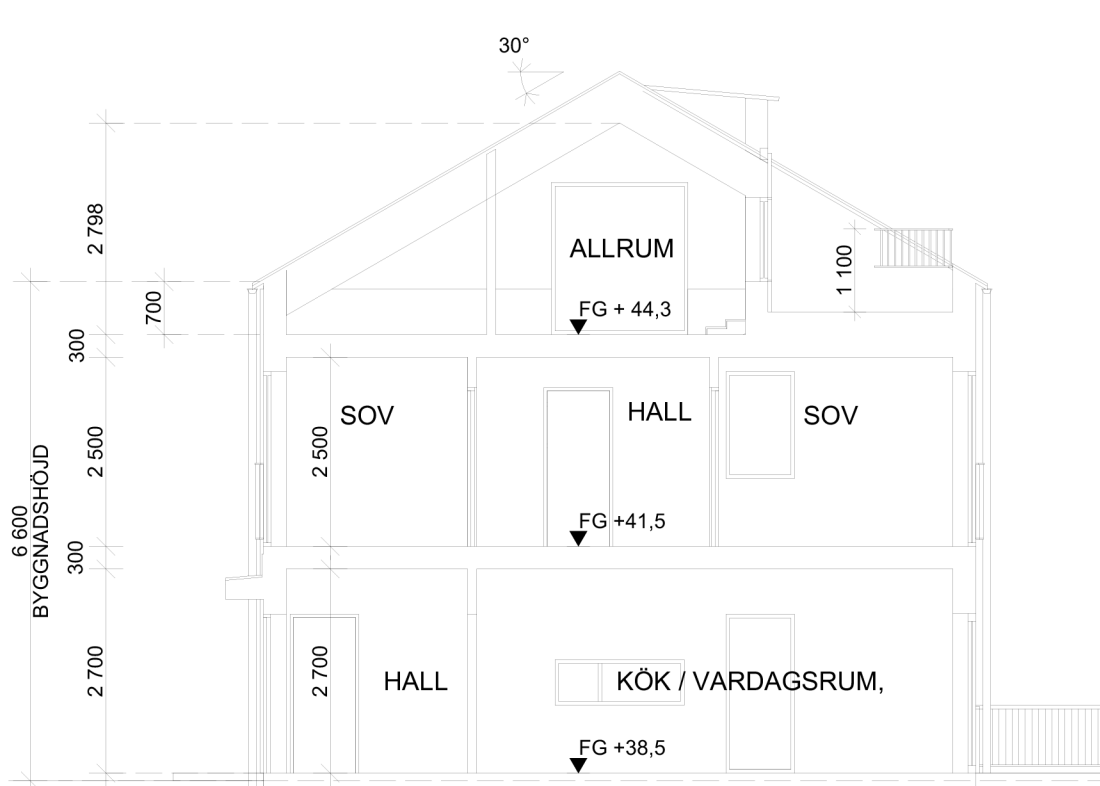 30°
2 798
ALLRUM
1 100
700
FG + 44,3
300
SOV
HALL
SOV
2 500
2 500
6 600
BYGGNADSHÖJD
FG +41,5
300
2 700
2 700
HALL
KÖK / VARDAGSRUM,
FG +38,5